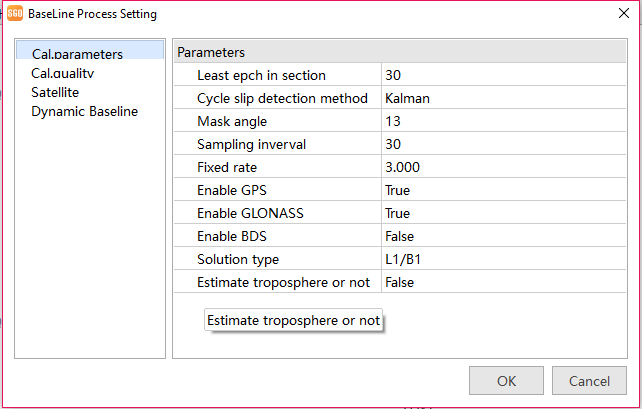 SGO BaseLine Process Setting
Cal.parameters
Cal.quality
Satellite
Dynamic Baseline
Parameters
Least epch in section 30
Cycle slip detection method Kalman
Mask angle 13
Sampling inverval 30
Fixed rate 3.000
Enable GPS True
Enable GLONASS True
Enable BDS False
Solution type L1/B1
Estimate troposphere or not False
Estimate troposphere or not
OK Cancel